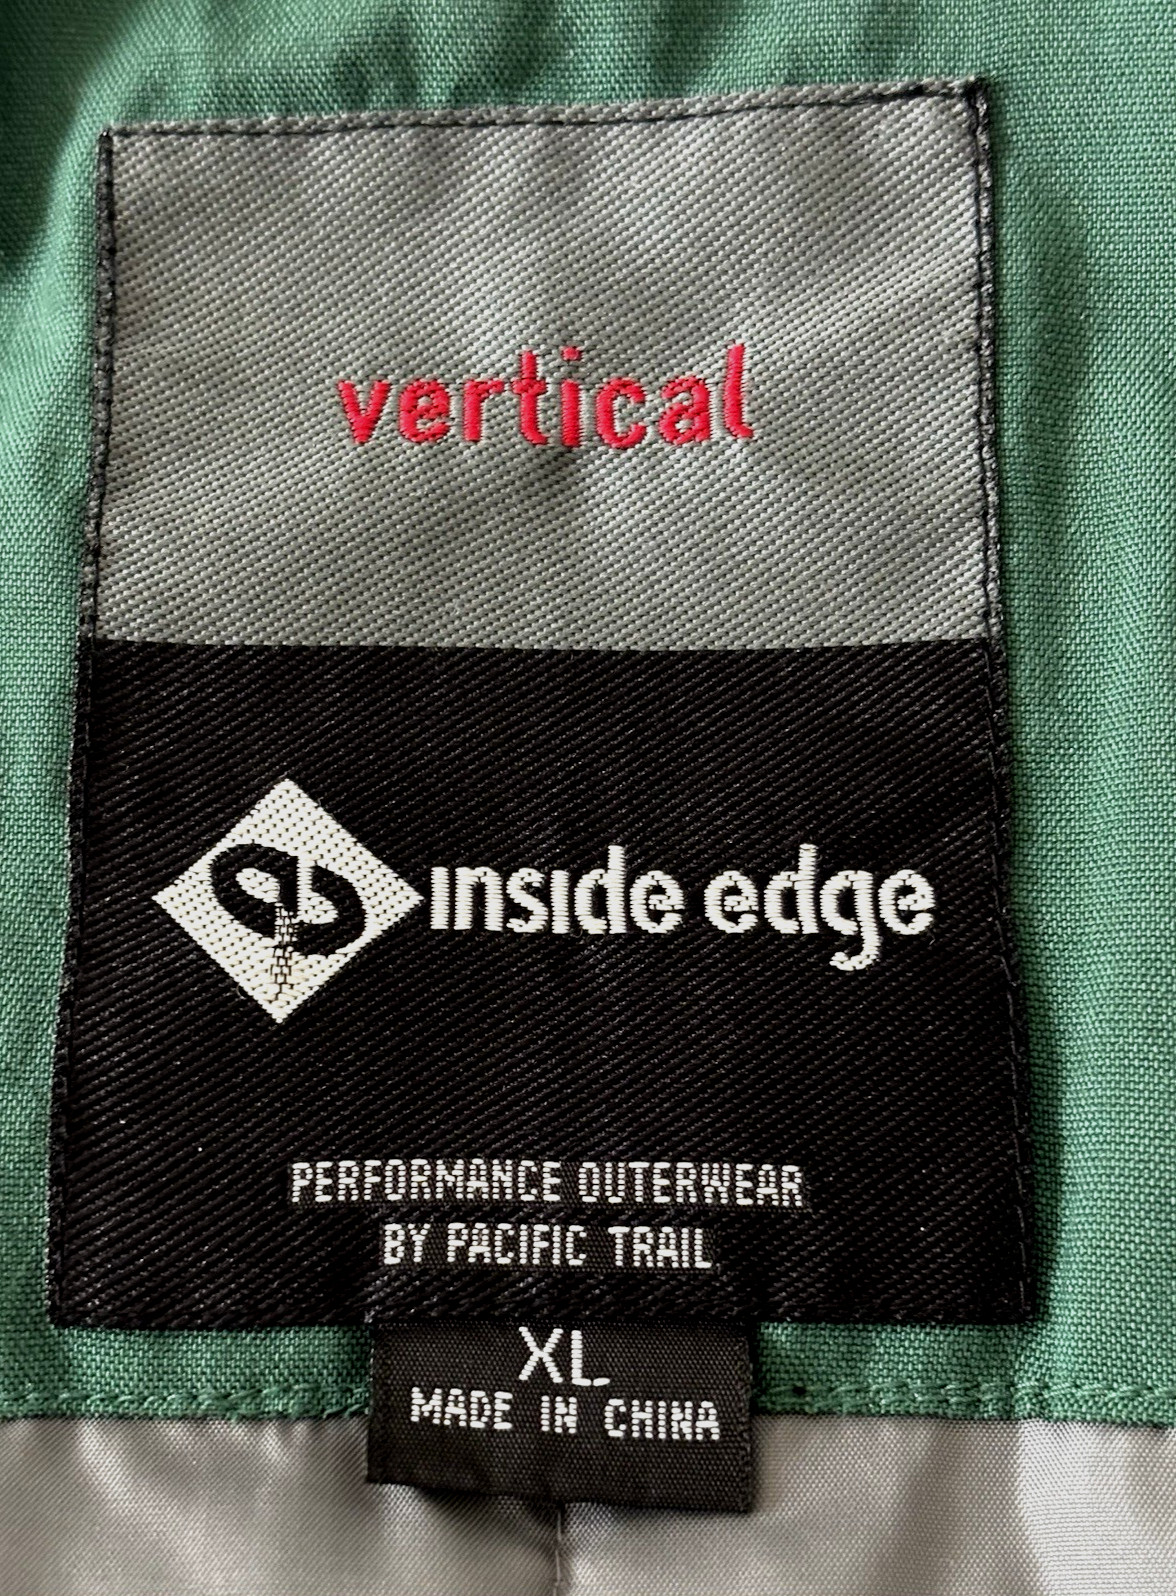 vertical
inside edge
PERFORMANCE OUTERWEAR
BY PACIFIC TRAIL
XL
MADE IN CHINA